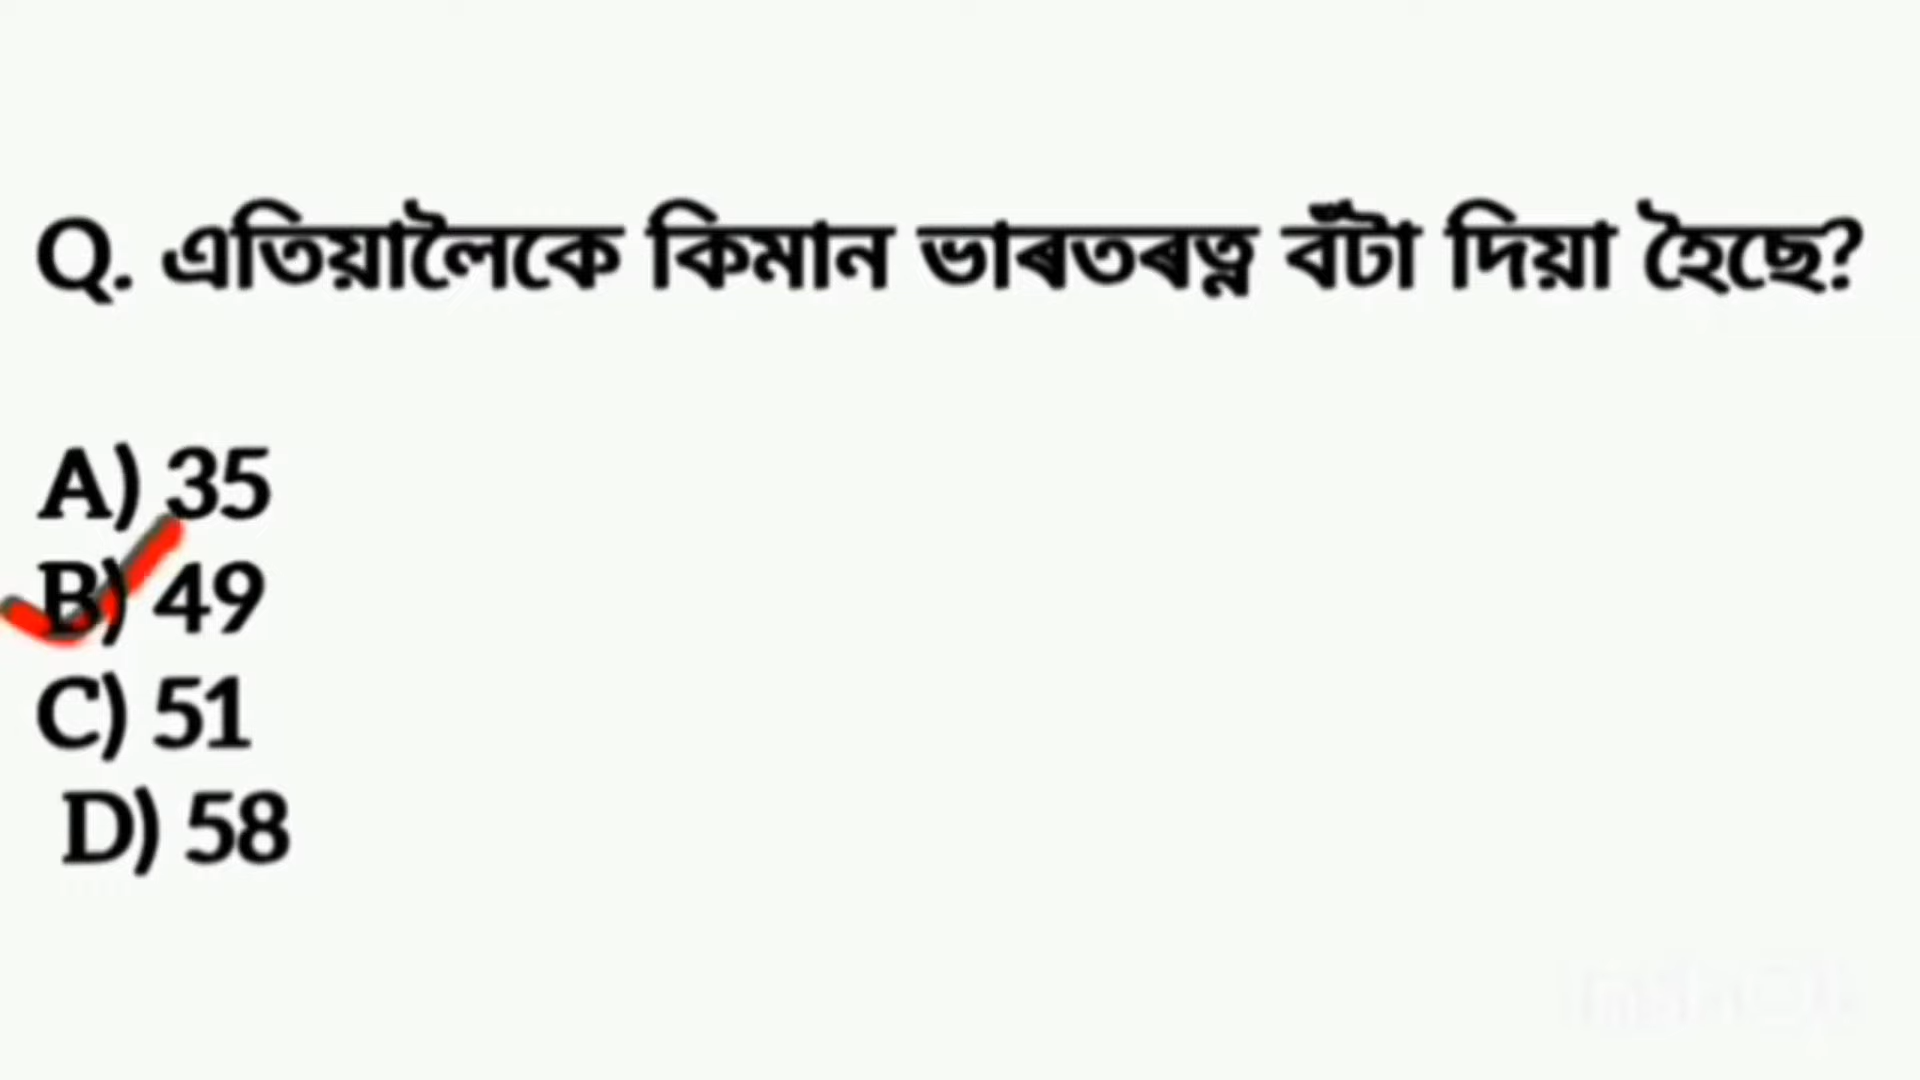 Q. এতিয়ালৈকে কিমান ভাৰতৰত্ন বঁটা দিয়া হৈছে?
A) 35
B) 49
C) 51
D) 58